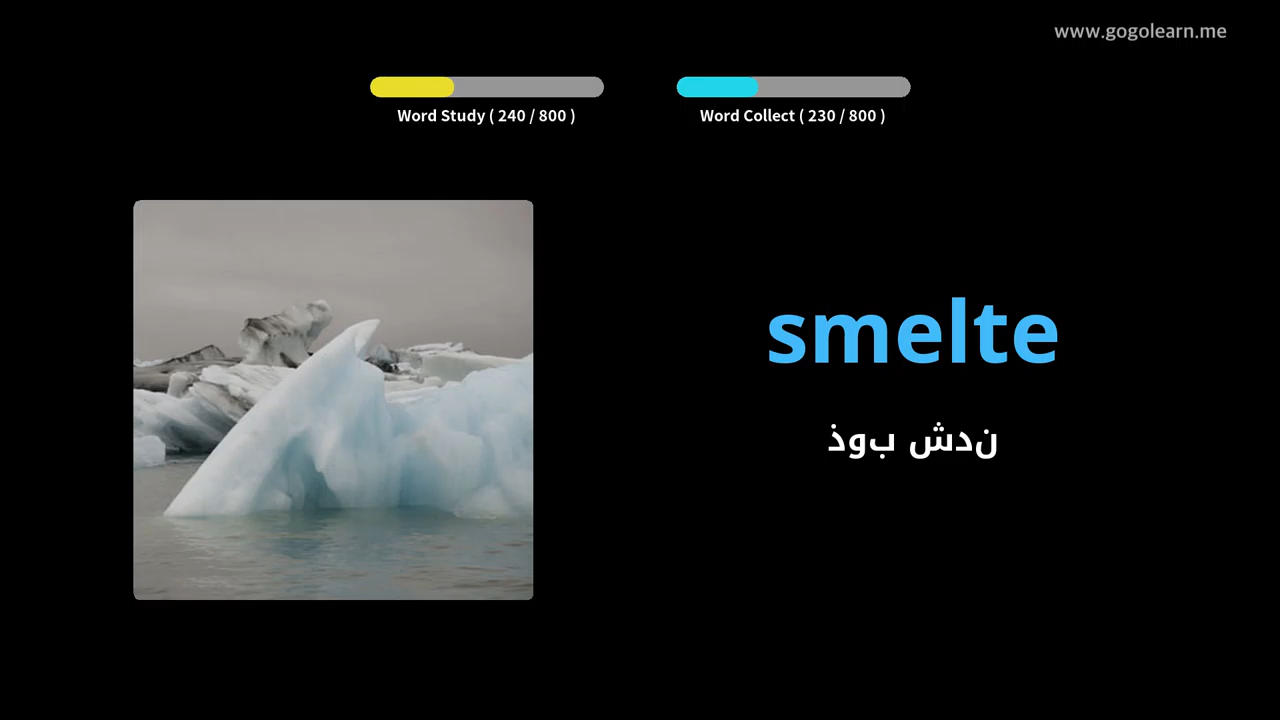 www.gogolearn.me
Word Study ( 240 / 800 )
Word Collect ( 230 / 800 )
smelte
ذوب شدن